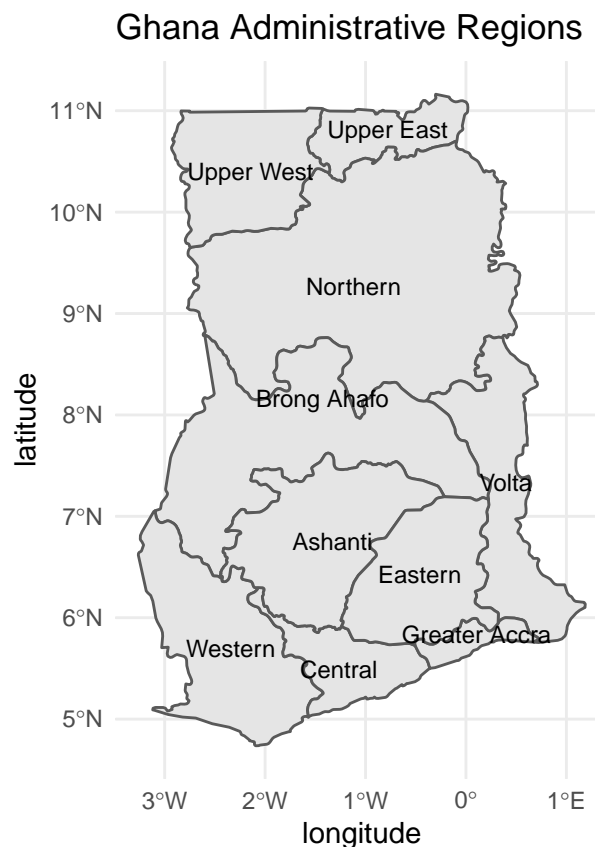 Ghana Administrative Regions
11°N
Upper East
Upper West
10°N
Northern
9°N
Brong Ahafo
8°N
latitude
Volta
7°N
Ashanti
Eastern
6°N
Greater Accra
Western
Central
5°N
3°W 2°W 1°W 0° 1°E
longitude